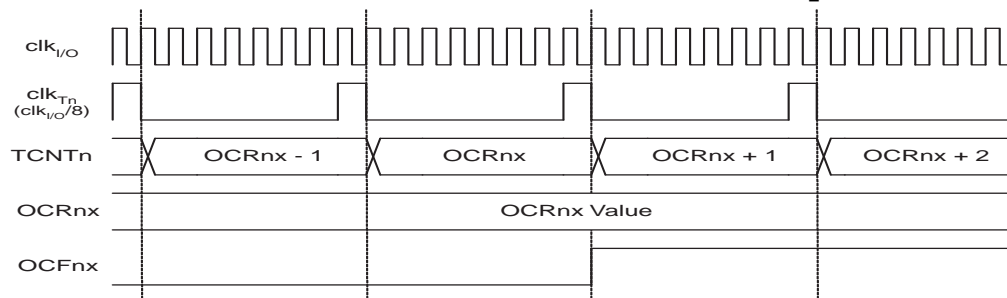 clkI/O
clkTn
(clkI/O/8)
TCNTn OCRnx - 1 OCRnx OCRnx + 1 OCRnx + 2
OCRnx OCRnx Value
OCFnx